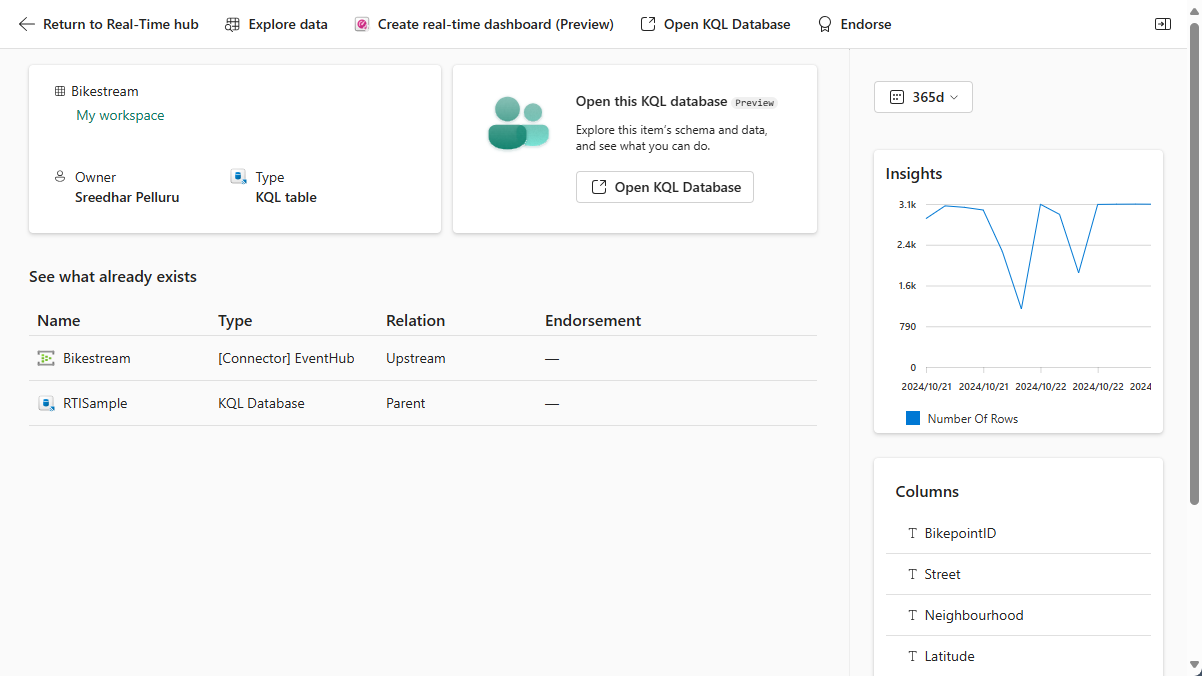 Return to Real-Time hub Explore data Create real-time dashboard (Preview) Open KQL Database Endorse
Bikestream
My workspace
Owner
Sreedhar Pelluru
Type
KQL table
Open this KQL database Preview
Explore this item's schema and data,
and see what you can do.
Open KQL Database
See what already exists
Name Type Relation Endorsement
Bikestream [Connector] EventHub Upstream —
RTISample KQL Database Parent —
365d
Insights
3.1k
2.4k
1.6k
790
0
2024/10/21 2024/10/21 2024/10/22 2024/10/22 2024
Number Of Rows
Columns
T BikepointID
T Street
T Neighbourhood
T Latitude